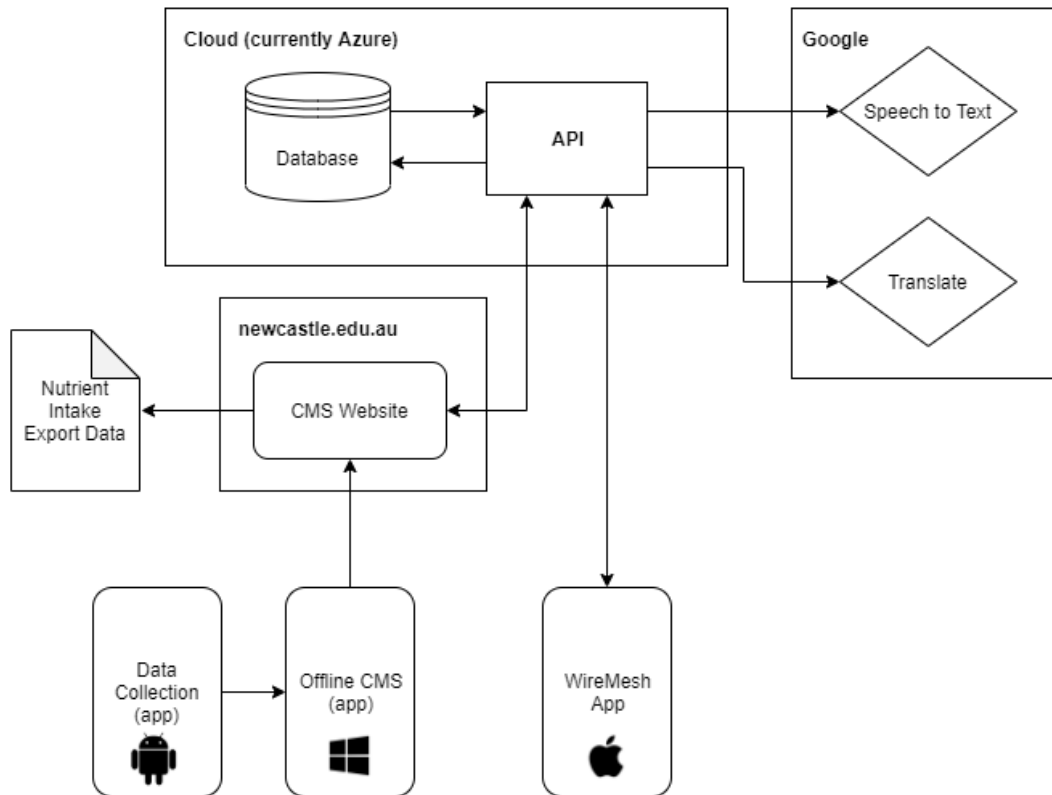 Cloud (currently Azure)
Google
Database
API
Speech to Text
Translate
newcastle.edu.au
CMS Website
Nutrient
Intake
Export Data
Data
Collection
(app)
Offline CMS
(app)
WireMesh
App